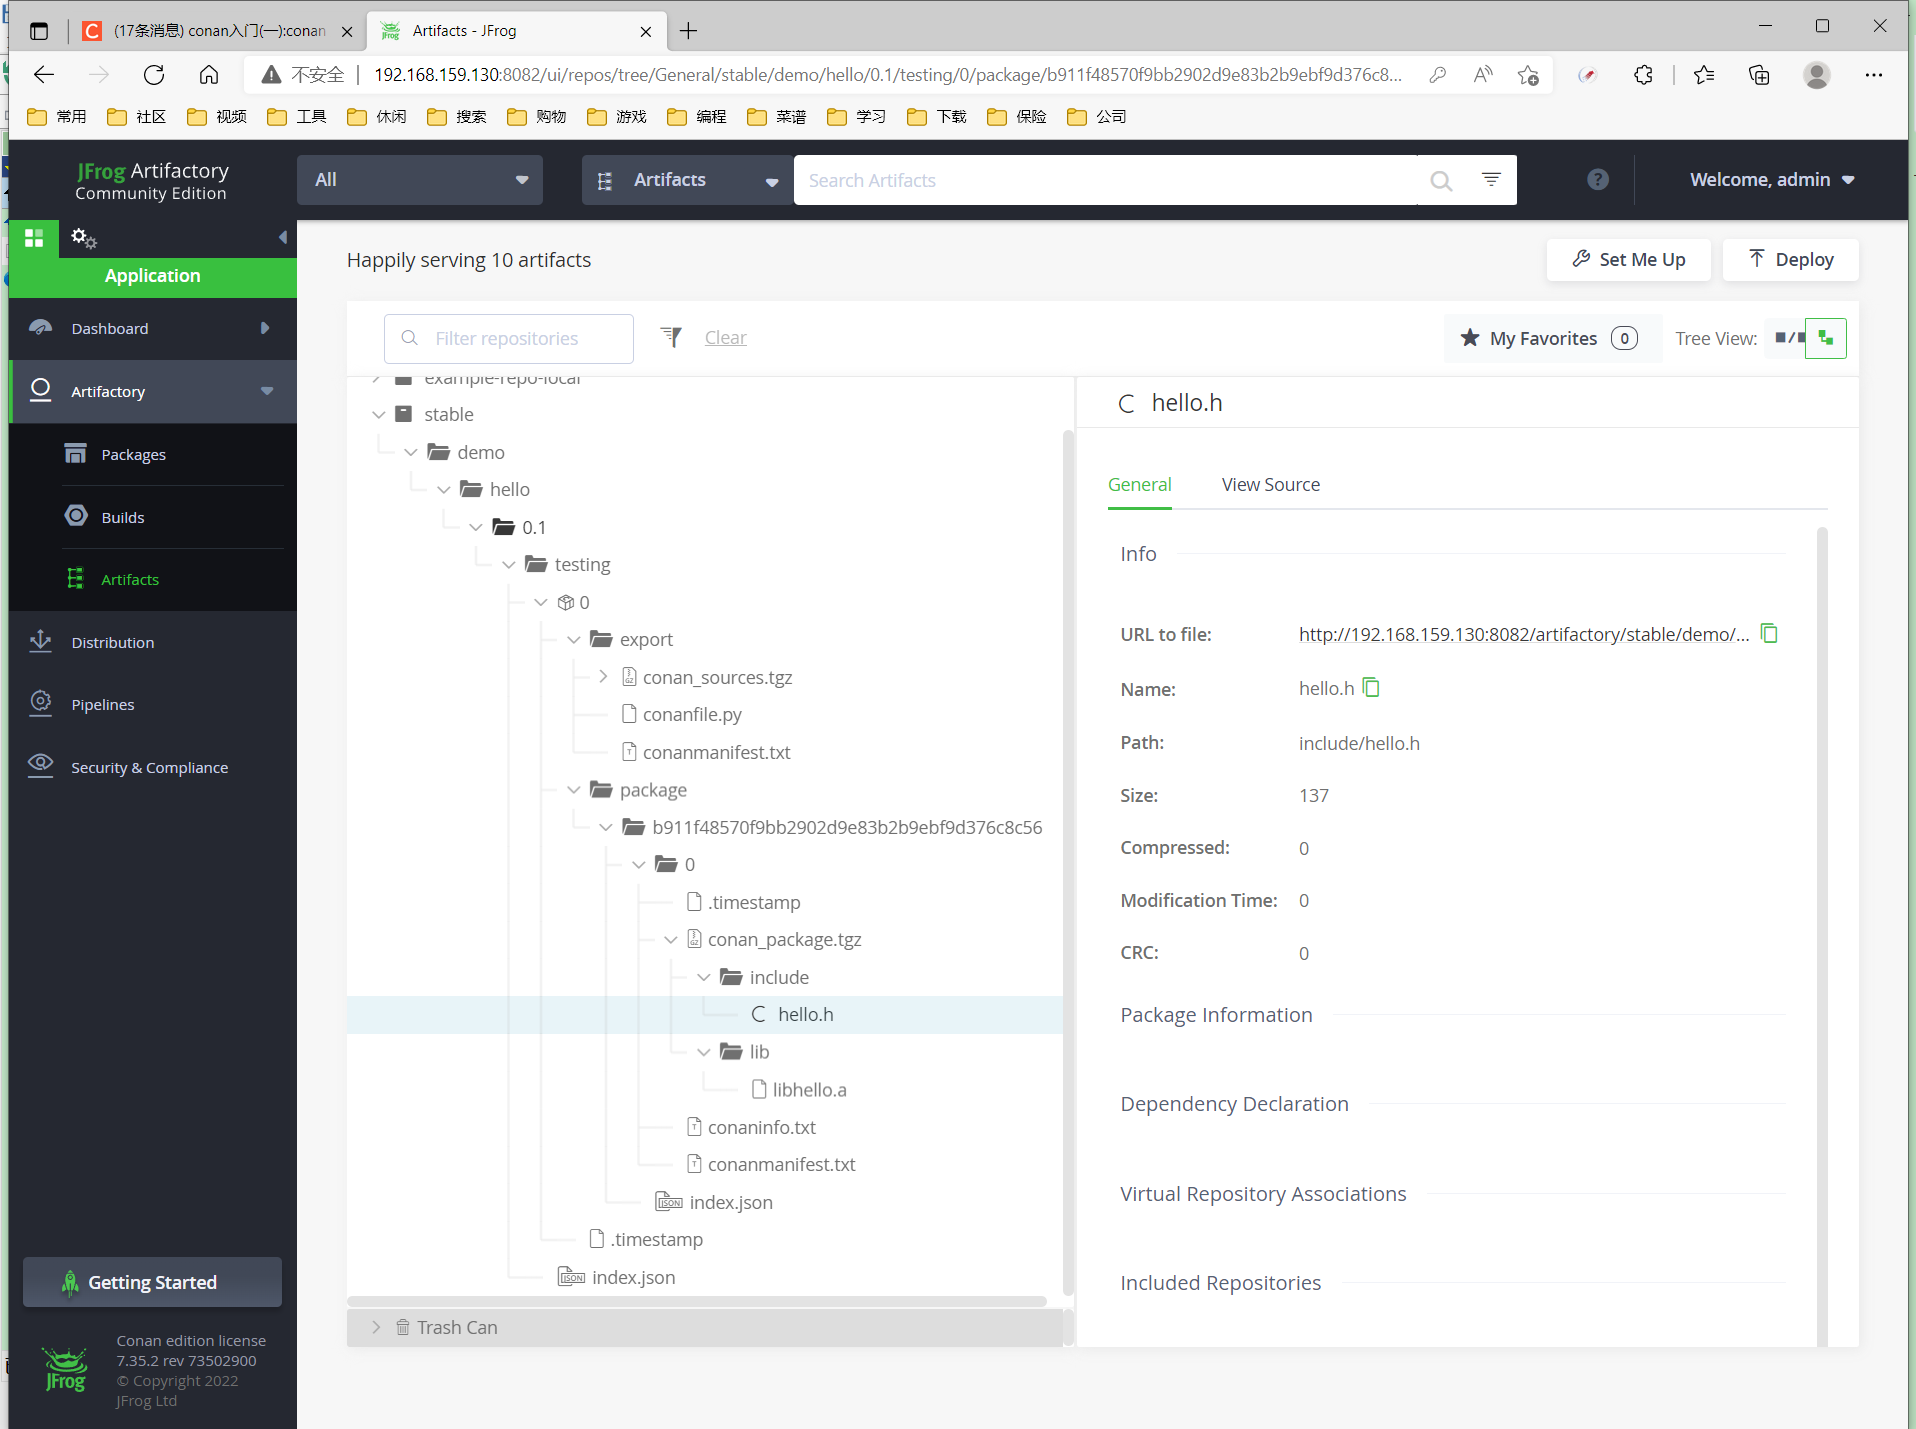 (17条消息) conan入门(一):conan
Artifacts - JFrog
不安全
192.168.159.130:8082/ui/repos/tree/General/stable/demo/hello/0.1/testing/0/package/b911f48570f9bb2902d9e83b2b9ebf9d376c8...
常用 社区 视频 工具 休闲 搜索 购物 游戏 编程 菜谱 学习 下载 保险 公司
JFrog Artifactory
Community Edition
All
Artifacts
Search Artifacts
Welcome, admin
Application
Dashboard
Artifactory
Packages
Builds
Artifacts
Distribution
Pipelines
Security & Compliance
Getting Started
JFrog
Conan edition license
7.35.2 rev 73502900
© Copyright 2022
JFrog Ltd
Happily serving 10 artifacts
Set Me Up
Deploy
Filter repositories
Clear
My Favorites 0
Tree View:
example-repo-local
stable
demo
hello
0.1
testing
0
export
conan_sources.tgz
conanfile.py
conanmanifest.txt
package
b911f48570f9bb2902d9e83b2b9ebf9d376c8c56
0
.timestamp
conan_package.tgz
include
hello.h
lib
libhello.a
conaninfo.txt
conanmanifest.txt
index.json
.timestamp
index.json
Trash Can
hello.h
General
View Source
Info
URL to file: http://192.168.159.130:8082/artifactory/stable/demo/...
Name: hello.h
Path: include/hello.h
Size: 137
Compressed: 0
Modification Time: 0
CRC: 0
Package Information
Dependency Declaration
Virtual Repository Associations
Included Repositories